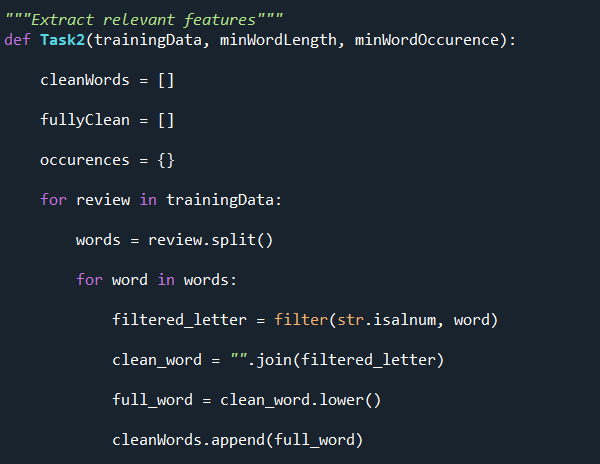 """Extract relevant features"""
def Task2(trainingData, minWordLength, minWordOccurence):
    cleanWords = []
    fullyClean = []
    occurences = {}
    for review in trainingData:
        words = review.split()
        for word in words:
            filtered_letter = filter(str.isalnum, word)
            clean_word = "".join(filtered_letter)
            full_word = clean_word.lower()
            cleanWords.append(full_word)